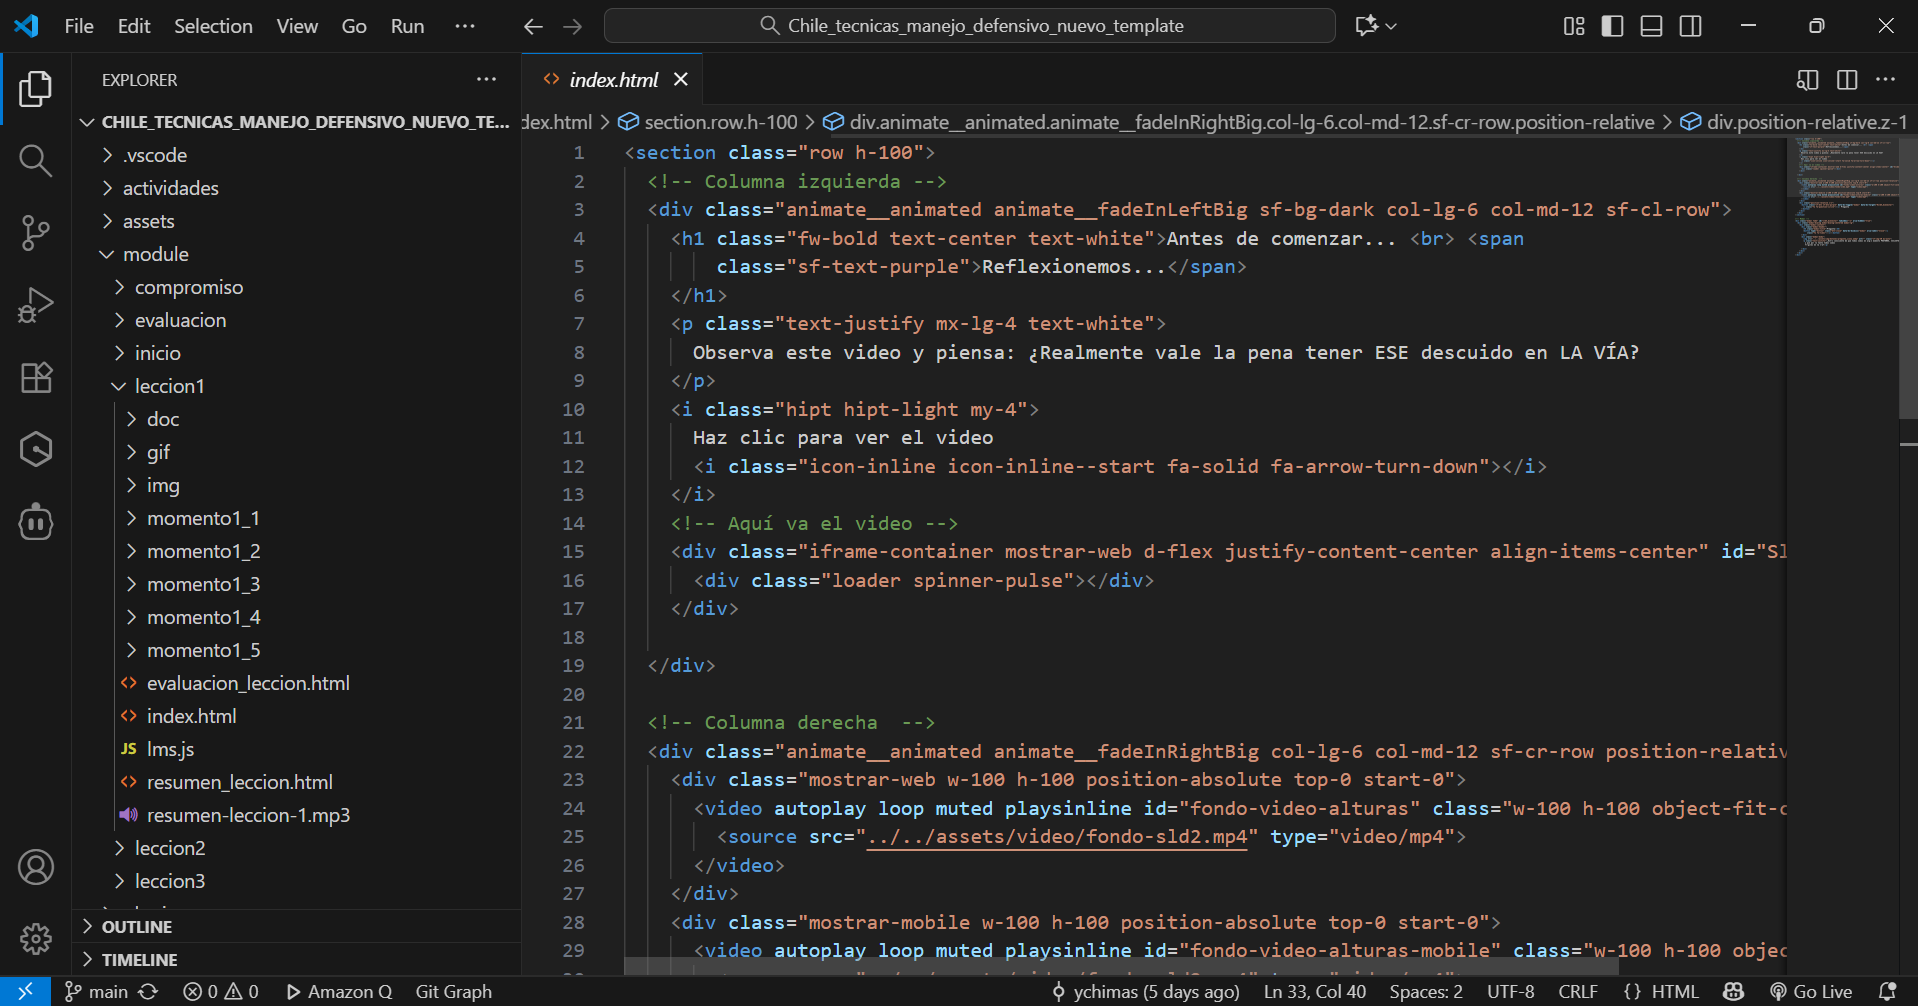 File Edit Selection View Go Run ··· Chile_tecnicas_manejo_defensivo_nuevo_template
EXPLORER
CHILE_TECNICAS_MANEJO_DEFENSIVO_NUEVO_TE...
.vscode
actividades
assets
module
compromiso
evaluacion
inicio
leccion1
doc
gif
img
momento1_1
momento1_2
momento1_3
momento1_4
momento1_5
evaluacion_leccion.html
index.html
JS lms.js
resumen_leccion.html
resumen-leccion-1.mp3
leccion2
leccion3
OUTLINE
TIMELINE
<> index.html
dex.html > section.row.h-100 > div.animate__animated.animate__fadeInRightBig.col-lg-6.col-md-12.sf-cr-row.position-relative > div.position-relative.z-1
1 <section class="row h-100">
2 <!-- Columna izquierda -->
3 <div class="animate__animated animate__fadeInLeftBig sf-bg-dark col-lg-6 col-md-12 sf-cl-row">
4 <h1 class="fw-bold text-center text-white">Antes de comenzar... <br> <span
5 class="sf-text-purple">Reflexionemos...</span>
6 </h1>
7 <p class="text-justify mx-lg-4 text-white">
8 Observa este video y piensa: ¿Realmente vale la pena tener ESE descuido en LA VÍA?
9 </p>
10 <i class="hipt hipt-light my-4">
11 Haz clic para ver el video
12 <i class="icon-inline icon-inline--start fa-solid fa-arrow-turn-down"></i>
13 </i>
14 <!-- Aquí va el video -->
15 <div class="iframe-container mostrar-web d-flex justify-content-center align-items-center" id="Sl
16 <div class="loader spinner-pulse"></div>
17 </div>
18
19 </div>
20
21 <!-- Columna derecha  -->
22 <div class="animate__animated animate__fadeInRightBig col-lg-6 col-md-12 sf-cr-row position-relativ
23 <div class="mostrar-web w-100 h-100 position-absolute top-0 start-0">
24 <video autoplay loop muted playsinline id="fondo-video-alturas" class="w-100 h-100 object-fit-c
25 <source src="../../assets/video/fondo-sld2.mp4" type="video/mp4">
26 </video>
27 </div>
28 <div class="mostrar-mobile w-100 h-100 position-absolute top-0 start-0">
29 <video autoplay loop muted playsinline id="fondo-video-alturas-mobile" class="w-100 h-100 objec
main 0 0 Amazon Q Git Graph ychimas (5 days ago) Ln 33, Col 40 Spaces: 2 UTF-8 CRLF {} HTML Go Live